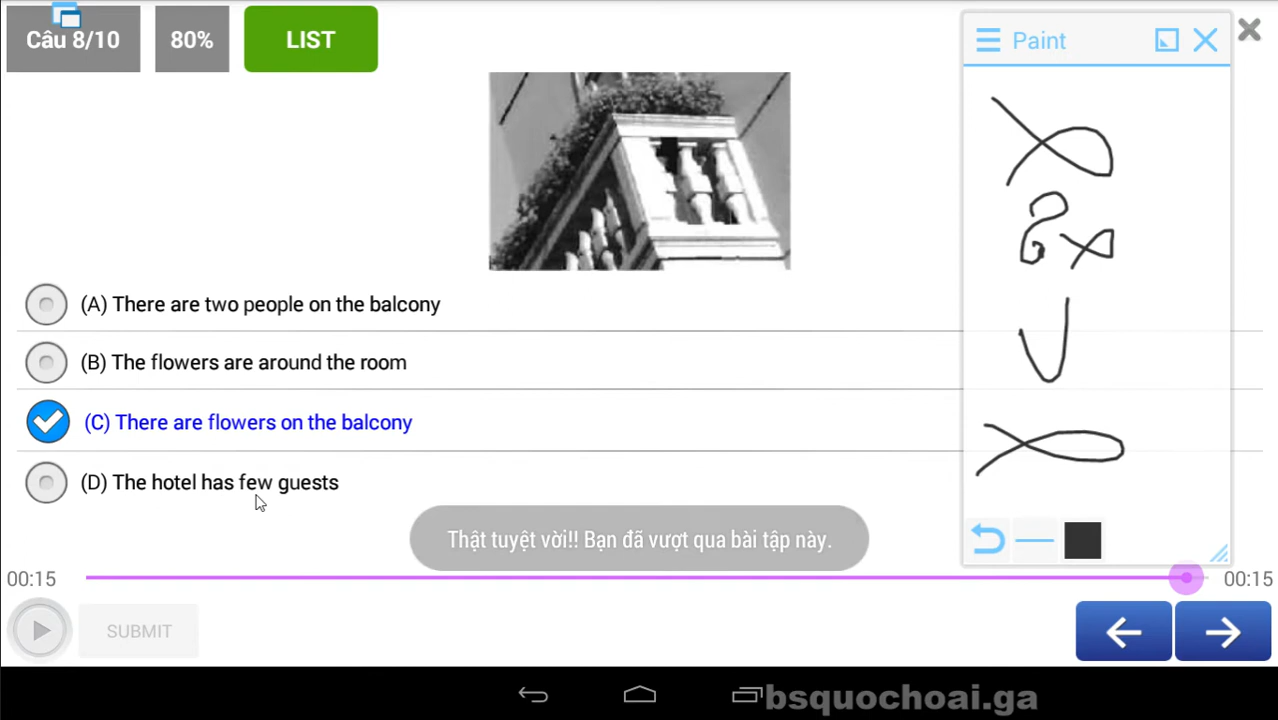 Câu 8/10
80%
LIST
Paint
(A) There are two people on the balcony
(B) The flowers are around the room
(C) There are flowers on the balcony
(D) The hotel has few guests
Thật tuyệt vời!! Bạn đã vượt qua bài tập này.
00:15
00:15
SUBMIT
bsquochoai.ga